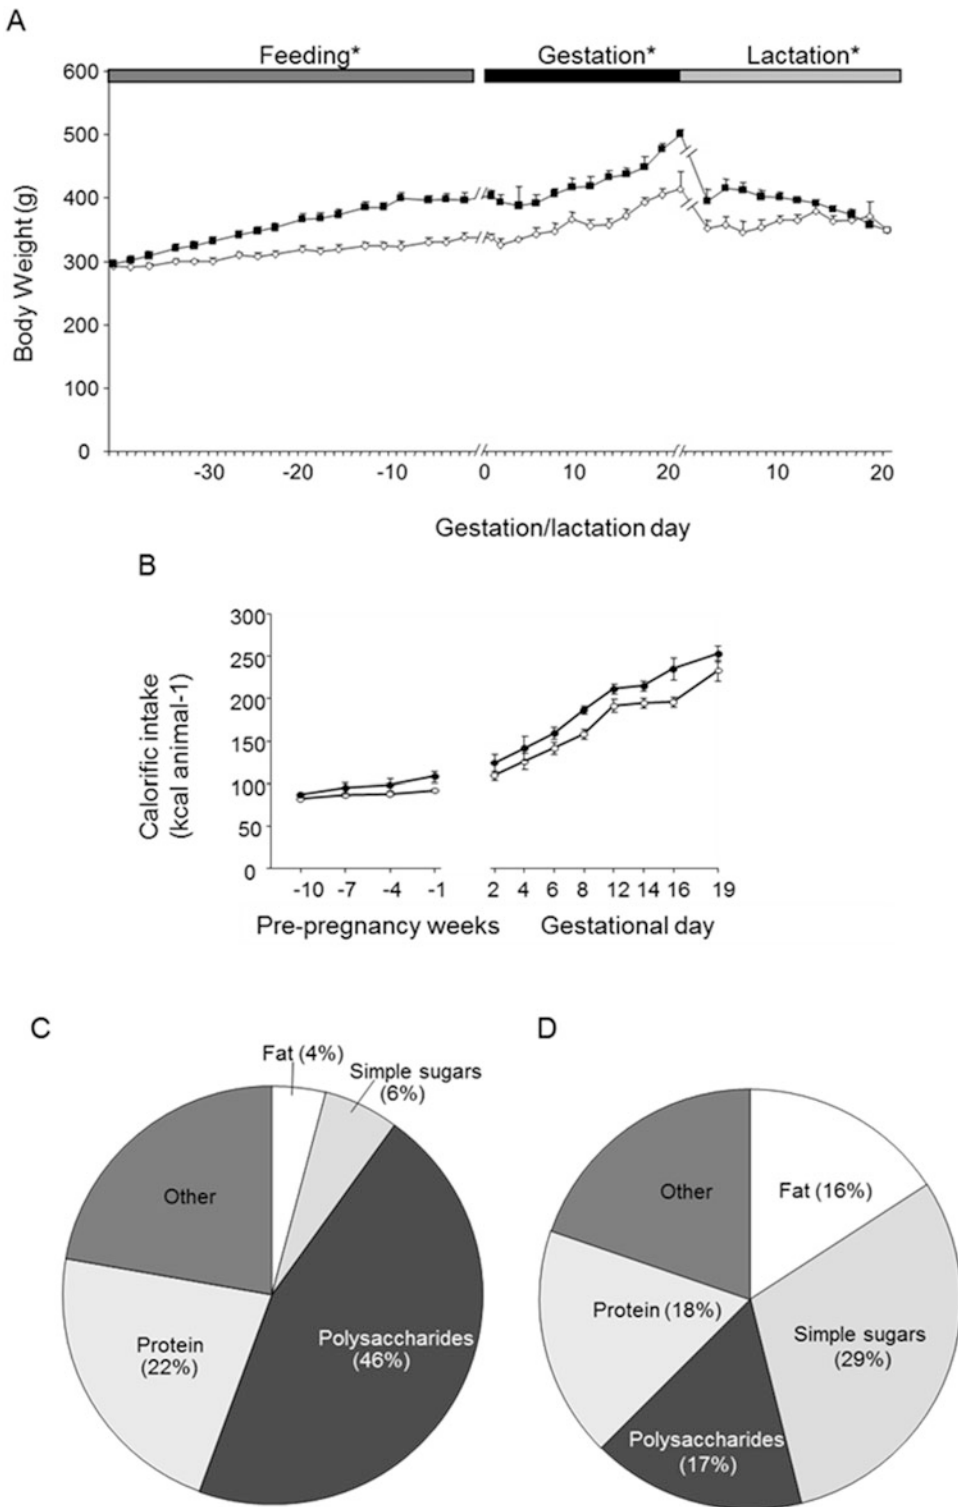 A
Feeding* Gestation* Lactation*
600
500
400
300
200
100
0
Body Weight (g)
-30 -20 -10 0 10 20 10 20
Gestation/lactation day
B
300
250
200
150
100
50
0
Calorific intake
(kcal animal-1)
-10 -7 -4 -1 2 4 6 8 12 14 16 19
Pre-pregnancy weeks Gestational day
C
Fat (4%)
Simple sugars
(6%)
Other
Protein
(22%)
Polysaccharides
(46%)
D
Other
Fat (16%)
Protein (18%)
Simple sugars
(29%)
Polysaccharides
(17%)